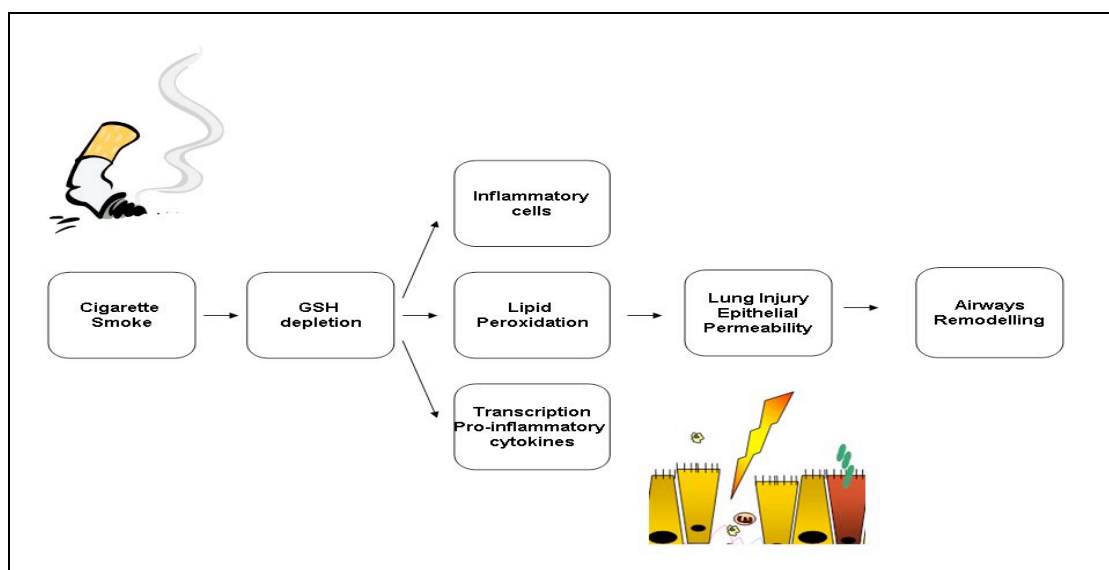 Cigarette
Smoke
GSH
depletion
Inflammatory
cells
Lipid
Peroxidation
Transcription
Pro-inflammatory
cytokines
Lung Injury
Epithelial
Permeability
Airways
Remodelling